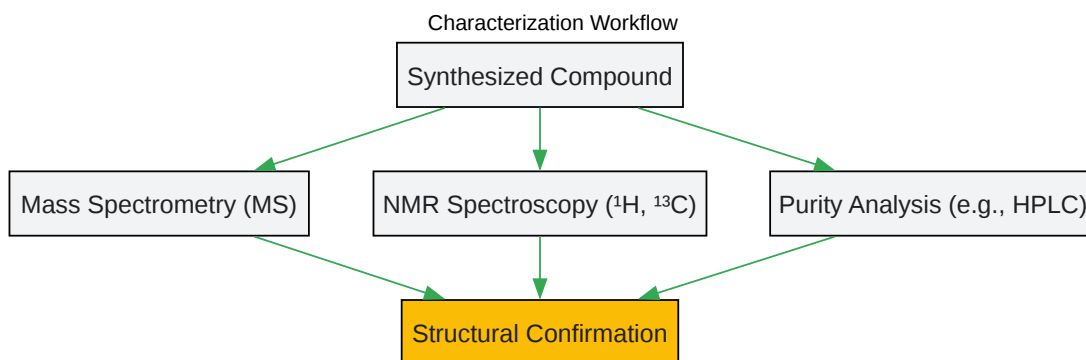 Characterization Workflow
Synthesized Compound
Mass Spectrometry (MS)
NMR Spectroscopy (¹H, ¹³C)
Purity Analysis (e.g., HPLC)
Structural Confirmation